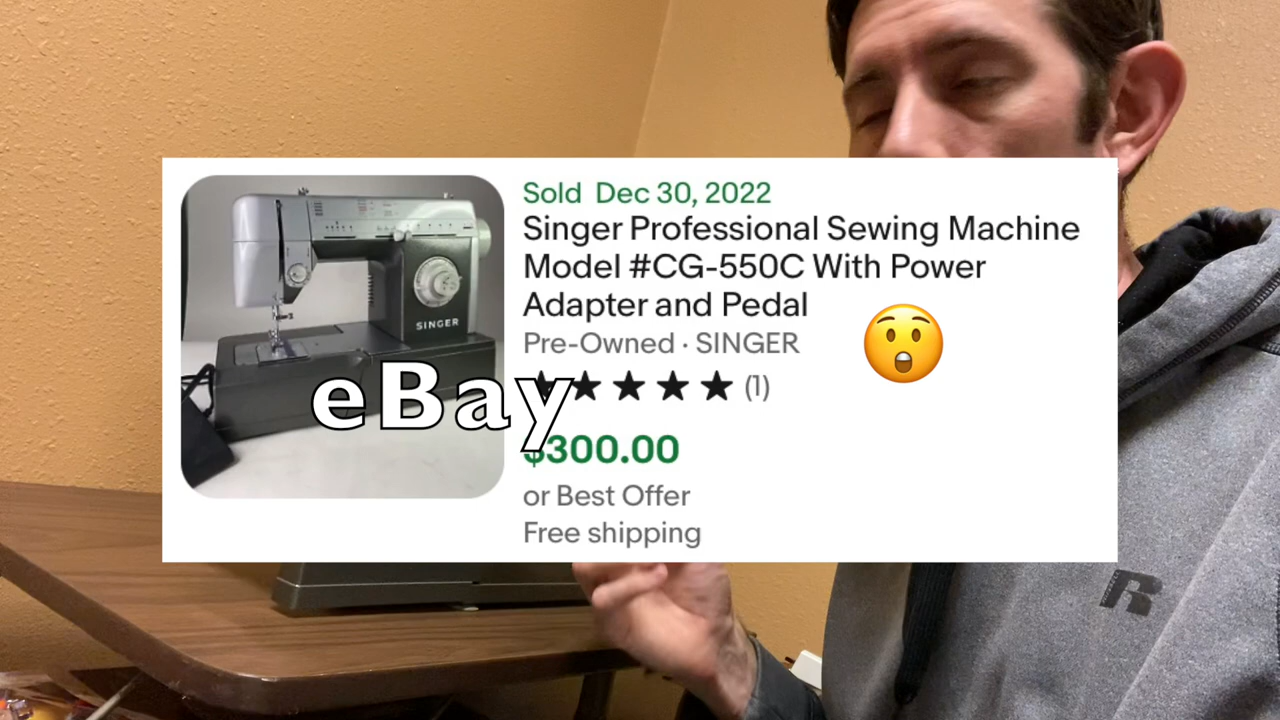 Sold Dec 30, 2022
Singer Professional Sewing Machine
Model #CG-550C With Power
Adapter and Pedal
Pre-Owned · SINGER
(1)
$300.00
or Best Offer
Free shipping
SINGER
eBay
R